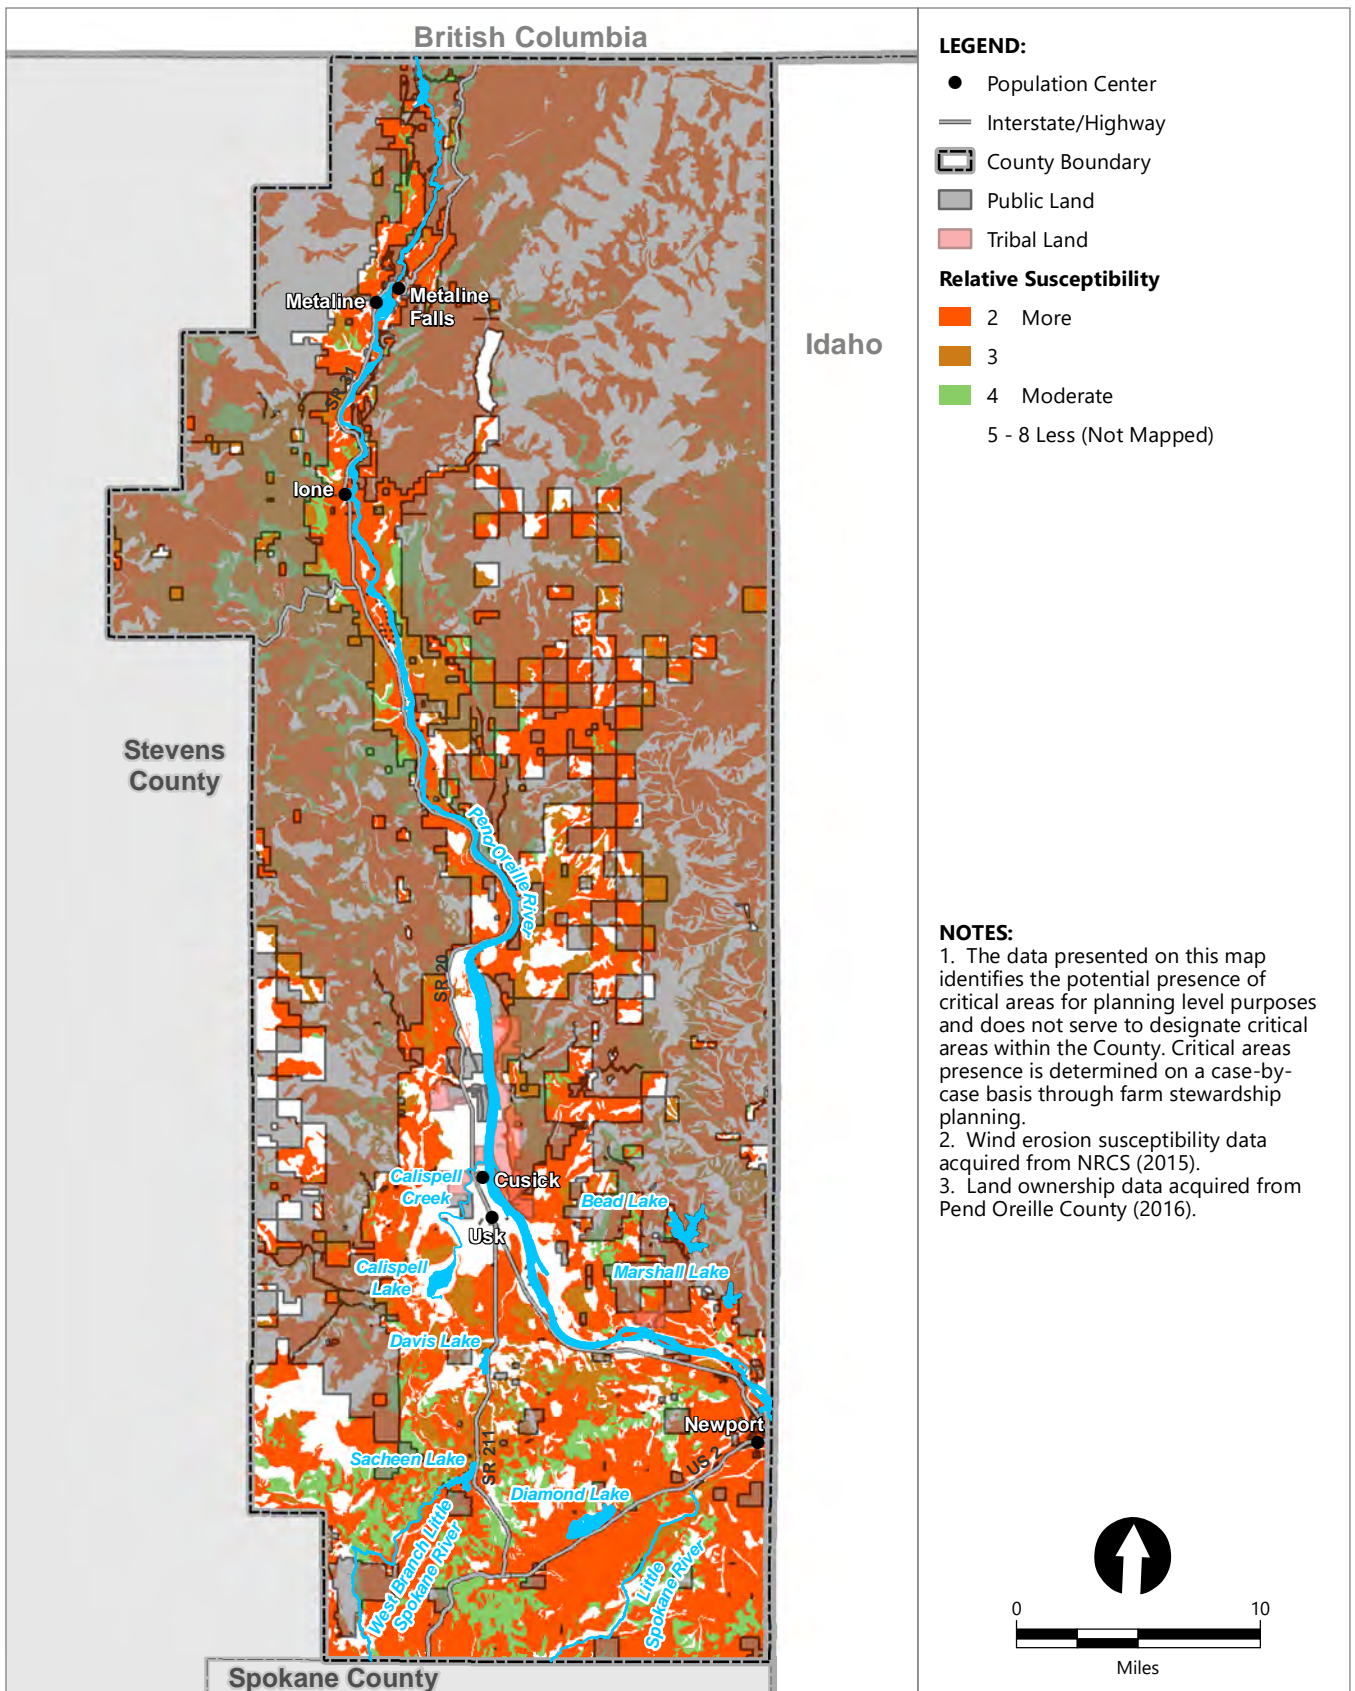 British Columbia
Idaho
Stevens
County
Spokane County
Metaline
Metaline
Falls
SR 31
Ione
Pend Oreille River
SR 20
Calispell
Creek
Cusick
Usk
Bead Lake
Calispell
Lake
Marshall Lake
Davis Lake
Newport
Sacheen Lake
SR 211
US 2
Diamond Lake
West Branch Little
Spokane River
Little
Spokane River
LEGEND:
Population Center
Interstate/Highway
County Boundary
Public Land
Tribal Land
Relative Susceptibility
2 More
3
4 Moderate
5 - 8 Less (Not Mapped)
NOTES:
1. The data presented on this map
identifies the potential presence of
critical areas for planning level purposes
and does not serve to designate critical
areas within the County. Critical areas
presence is determined on a case-by-
case basis through farm stewardship
planning.
2. Wind erosion susceptibility data
acquired from NRCS (2015).
3. Land ownership data acquired from
Pend Oreille County (2016).
0 10
Miles